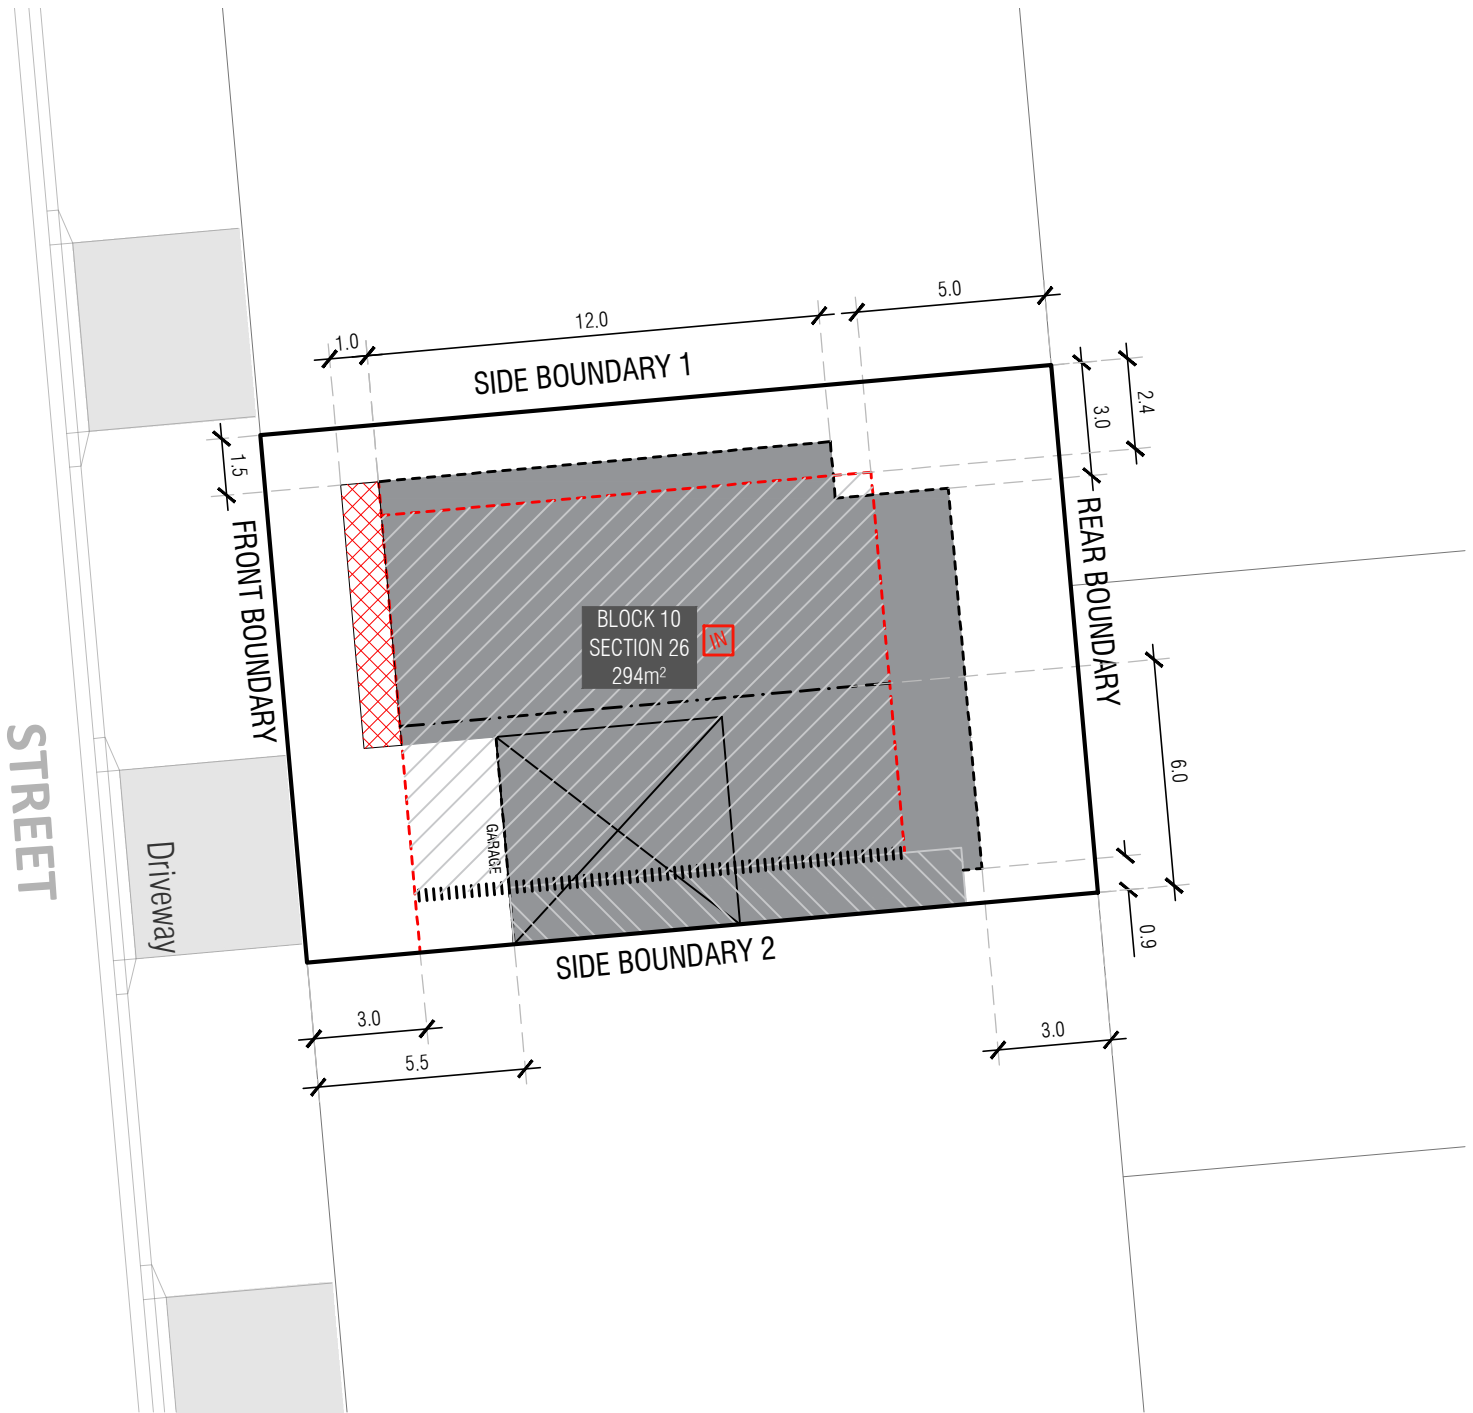 5.0
12.0
1.0
SIDE BOUNDARY 1
2.4
3.0
1.5
FRONT BOUNDARY
REAR BOUNDARY
BLOCK 10
SECTION 26
294m²
IN
STREET
Driveway
GARAGE
6.0
0.9
SIDE BOUNDARY 2
3.0
5.5
3.0